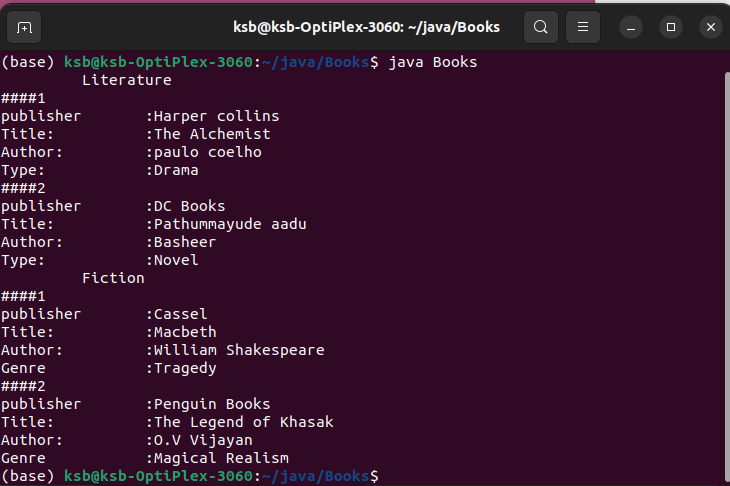 ksb@ksb-OptiPlex-3060: ~/java/Books
(base) ksb@ksb-OptiPlex-3060:~/java/Books$ java Books
         Literature
####1
publisher       :Harper collins
Title:          :The Alchemist
Author:         :paulo coelho
Type:           :Drama
####2
publisher       :DC Books
Title:          :Pathummayude aadu
Author:         :Basheer
Type:           :Novel
         Fiction
####1
publisher       :Cassel
Title:          :Macbeth
Author:         :William Shakespeare
Genre           :Tragedy
####2
publisher       :Penguin Books
Title:          :The Legend of Khasak
Author:         :O.V Vijayan
Genre           :Magical Realism
(base) ksb@ksb-OptiPlex-3060:~/java/Books$